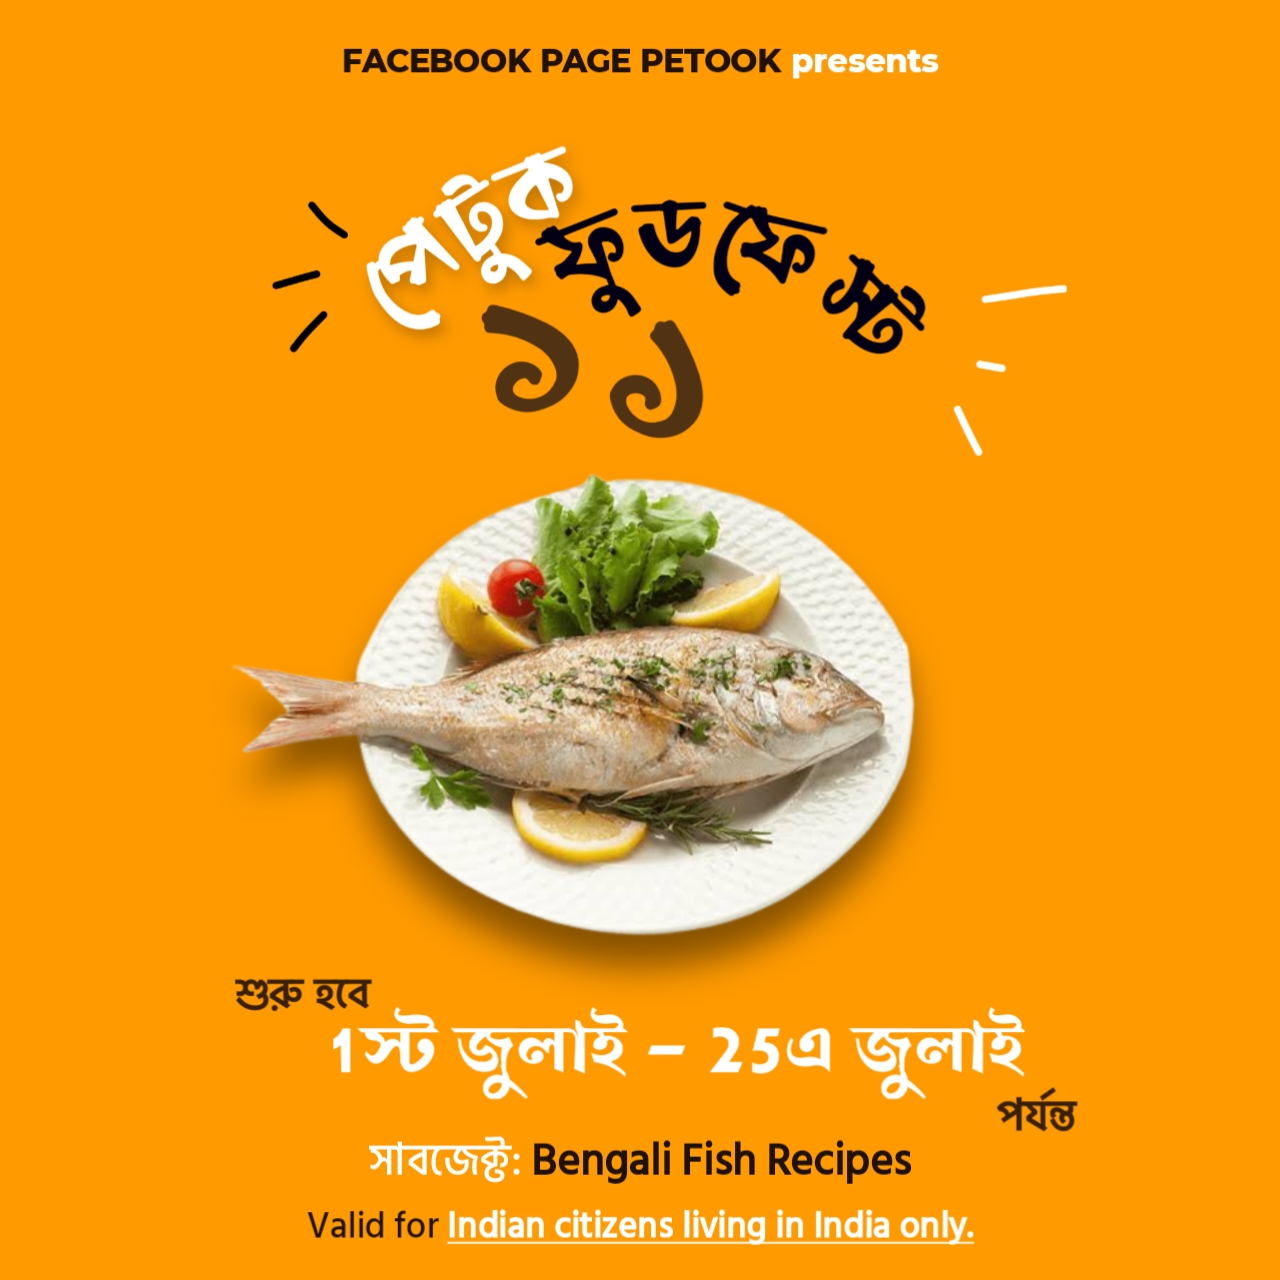 FACEBOOK PAGE PETOOK presents
পেটুক ফুডফেস্ট
১১
শুরু হবে
1স্ট জুলাই – 25এ জুলাই
পর্যন্ত
সাবজেক্ট: Bengali Fish Recipes
Valid for Indian citizens living in India only.